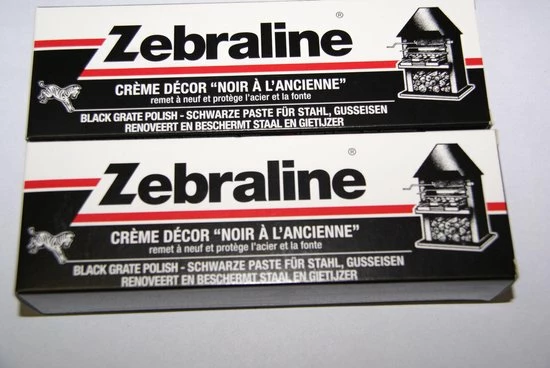 Zebraline®
CRÈME DÉCOR "NOIR À L'ANCIENNE"
remet à neuf et protège l'acier et la fonte
BLACK GRATE POLISH - SCHWARZE PASTE FÜR STAHL, GUSSEISEN
RENOVEERT EN BESCHERMT STAAL EN GIETIJZER
Zebraline®
CRÈME DÉCOR "NOIR À L'ANCIENNE"
remet à neuf et protège l'acier et la fonte
BLACK GRATE POLISH - SCHWARZE PASTE FÜR STAHL, GUSSEISEN
RENOVEERT EN BESCHERMT STAAL EN GIETIJZER